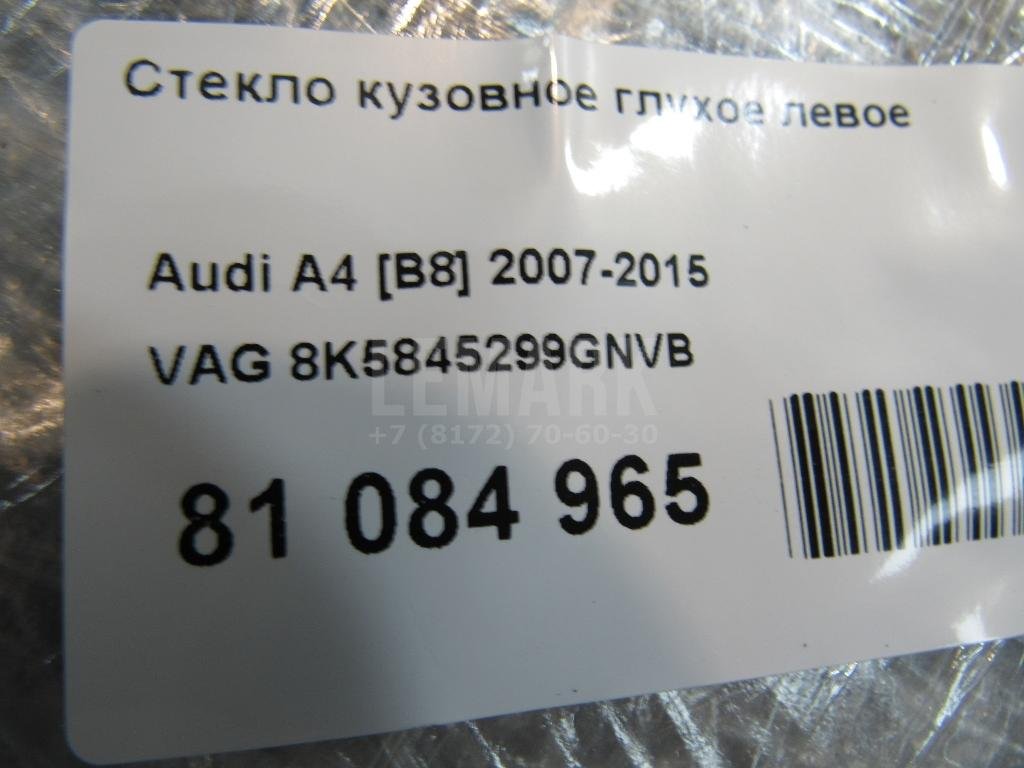 Стекло кузовное глухое левое
Audi A4 [B8] 2007-2015
VAG 8K5845299GNVB
LEMARK
+7 (8172) 70-60-30
81 084 965